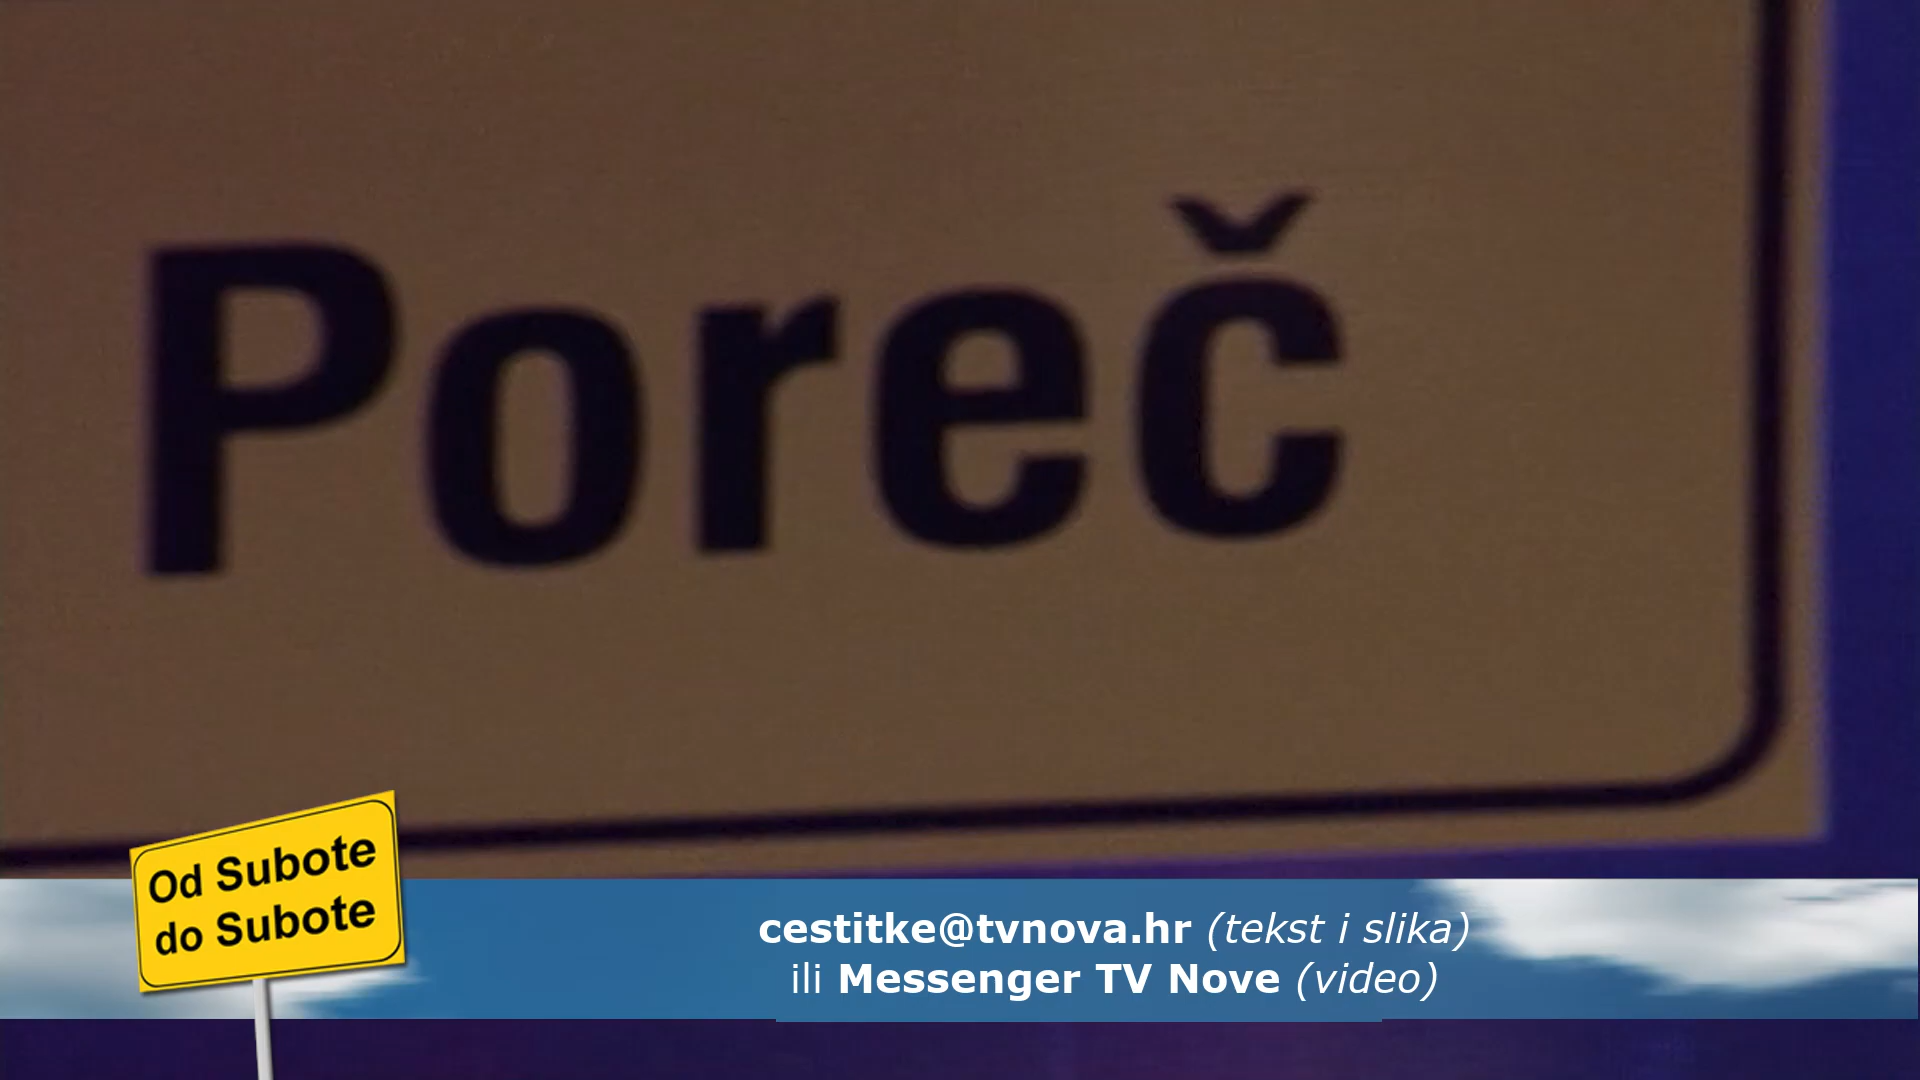 Poreč
Od Subote
do Subote
cestitke@tvnova.hr (tekst i slika)
ili Messenger TV Nove (video)